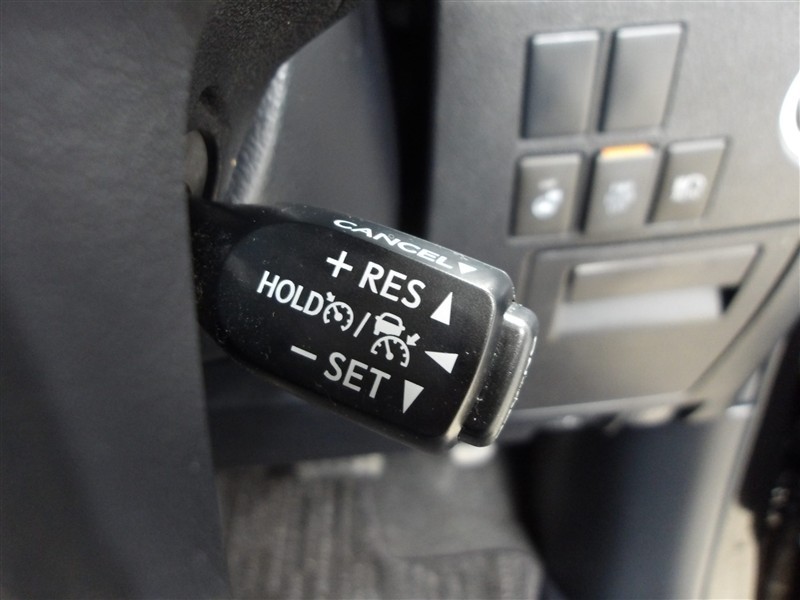 CANCEL
+ RES
HOLD /
− SET